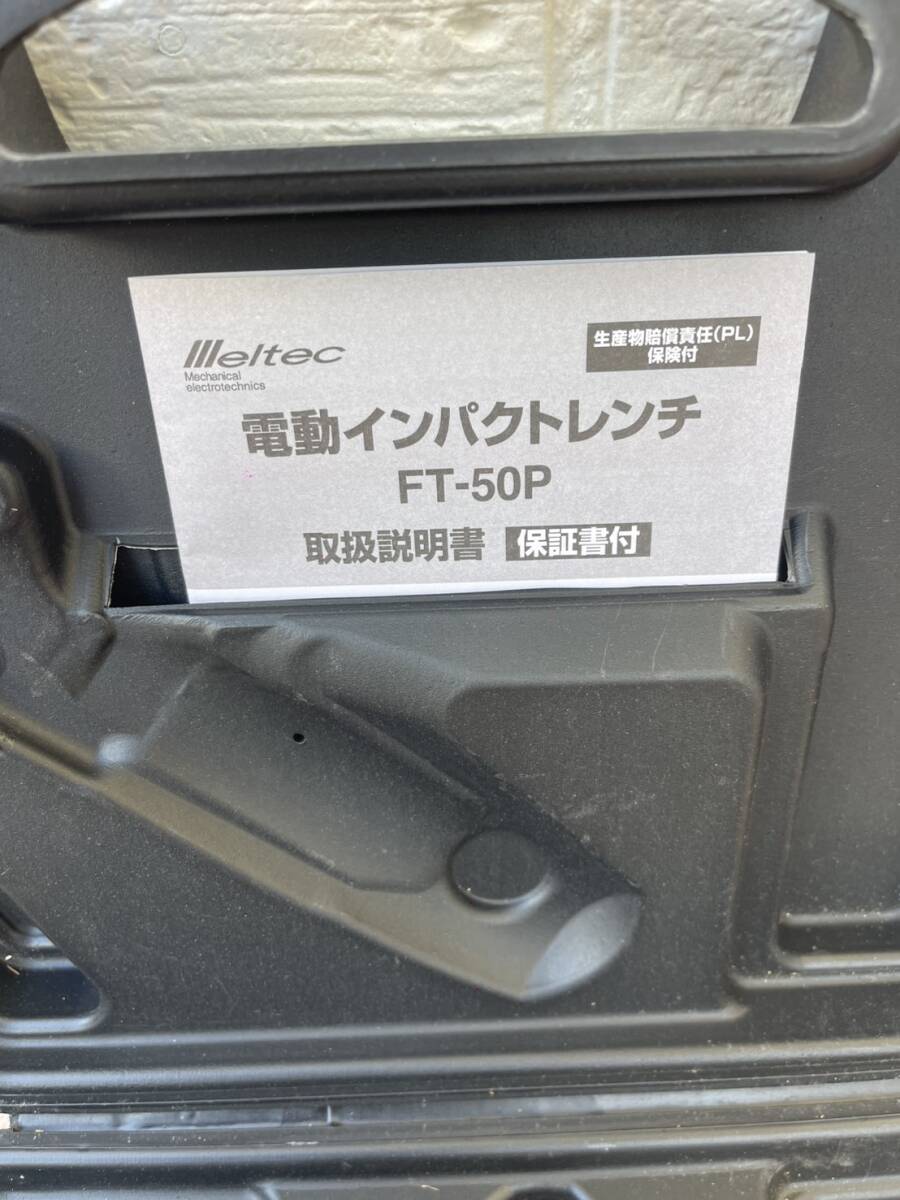 meltec
Mechanical
electrotechnics
生産物賠償責任(PL)
保険付
電動インパクトレンチ
FT-50P
取扱説明書 保証書付